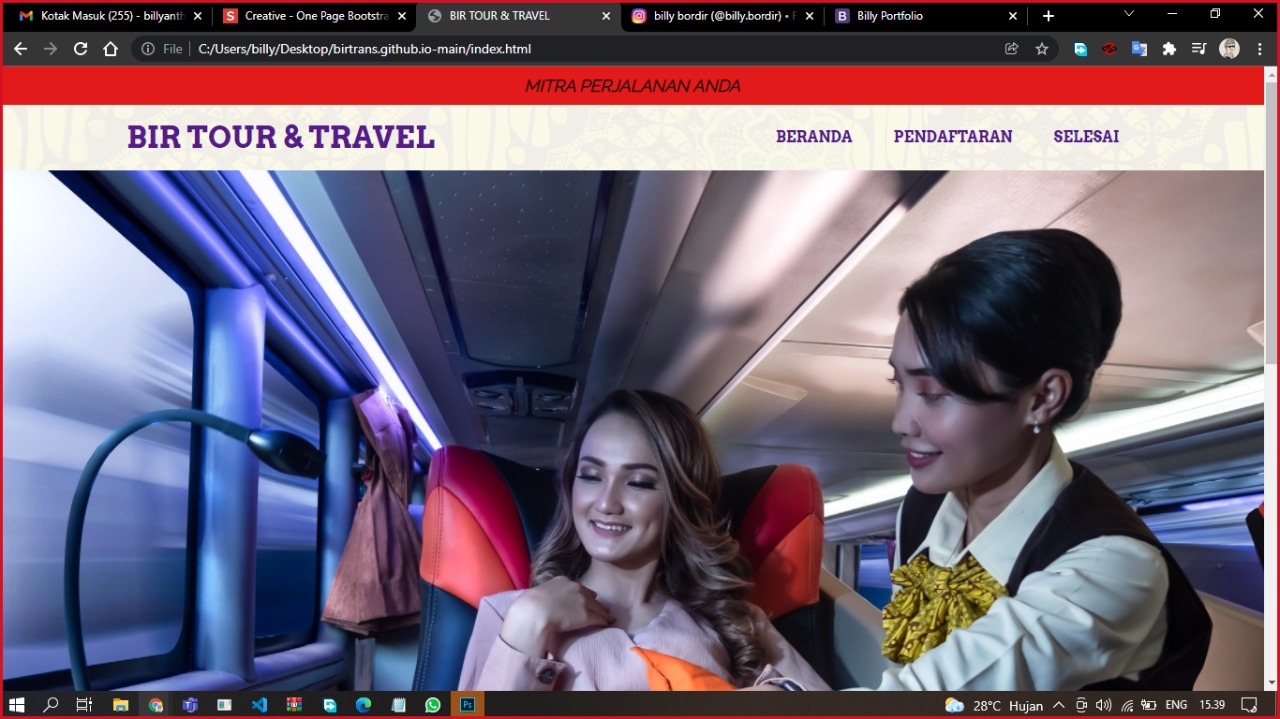 Kotak Masuk (255) - billyanth
Creative - One Page Bootstra
BIR TOUR & TRAVEL
billy bordir (@billy.bordir) •
Billy Portfolio
File
C:/Users/billy/Desktop/birtrans.github.io-main/index.html
MITRA PERJALANAN ANDA
BIR TOUR & TRAVEL
BERANDA
PENDAFTARAN
SELESAI
Ps
28°C Hujan
ENG
15.39